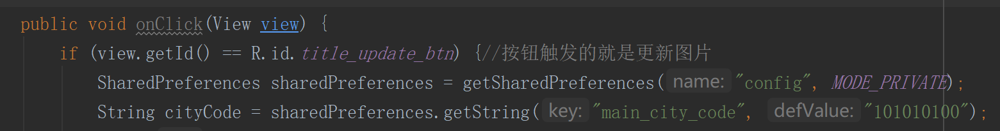 public void onClick(View view) {
if (view.getId() == R.id.title_update_btn) {//按钮触发的就是更新图片
SharedPreferences sharedPreferences = getSharedPreferences( name: "config", MODE_PRIVATE);
String cityCode = sharedPreferences.getString( key: "main_city_code", defValue: "101010100");